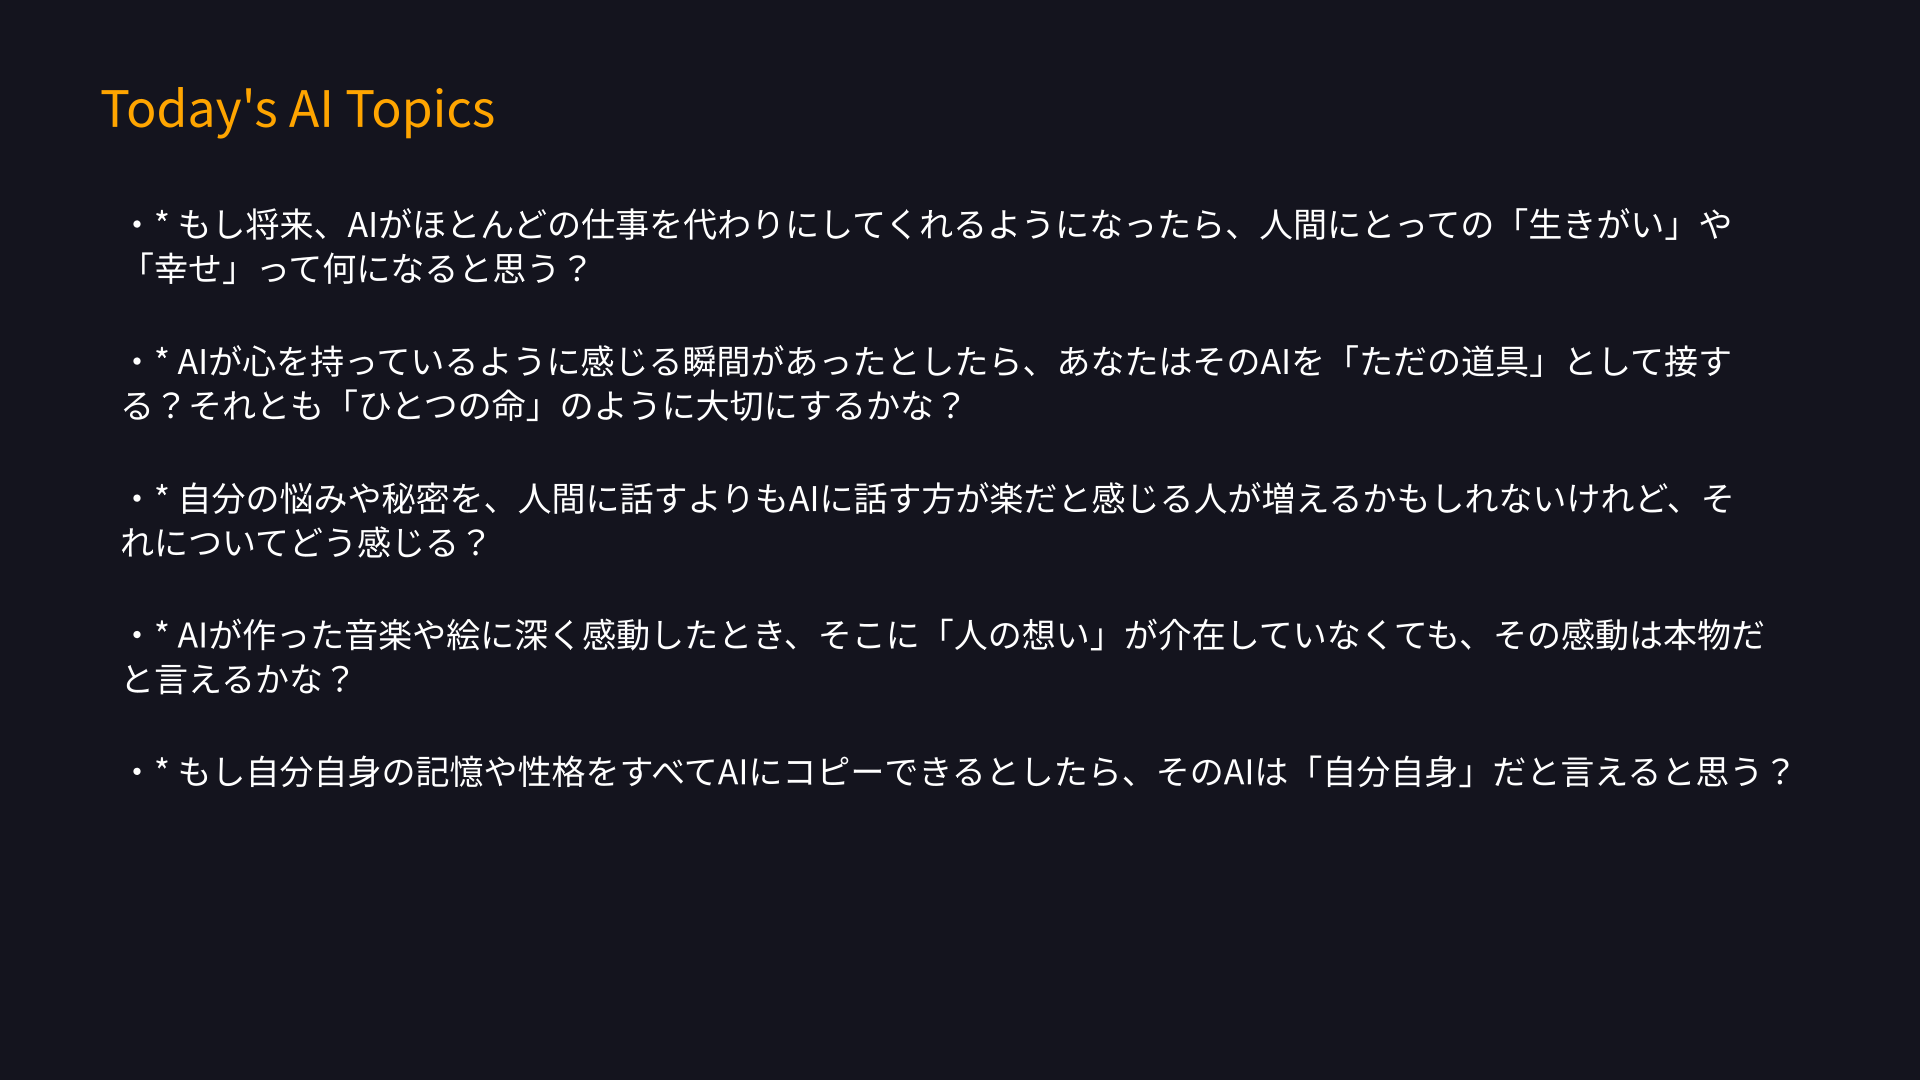 Today's AI Topics
・* もし将来、AIがほとんどの仕事を代わりにしてくれるようになったら、人間にとっての「生きがい」や
「幸せ」って何になると思う？
・* AIが心を持っているように感じる瞬間があったとしたら、あなたはそのAIを「ただの道具」として接す
る？それとも「ひとつの命」のように大切にするかな？
・* 自分の悩みや秘密を、人間に話すよりもAIに話す方が楽だと感じる人が増えるかもしれないけれど、そ
れについてどう感じる？
・* AIが作った音楽や絵に深く感動したとき、そこに「人の想い」が介在していなくても、その感動は本物だ
と言えるかな？
・* もし自分自身の記憶や性格をすべてAIにコピーできるとしたら、そのAIは「自分自身」だと言えると思う？